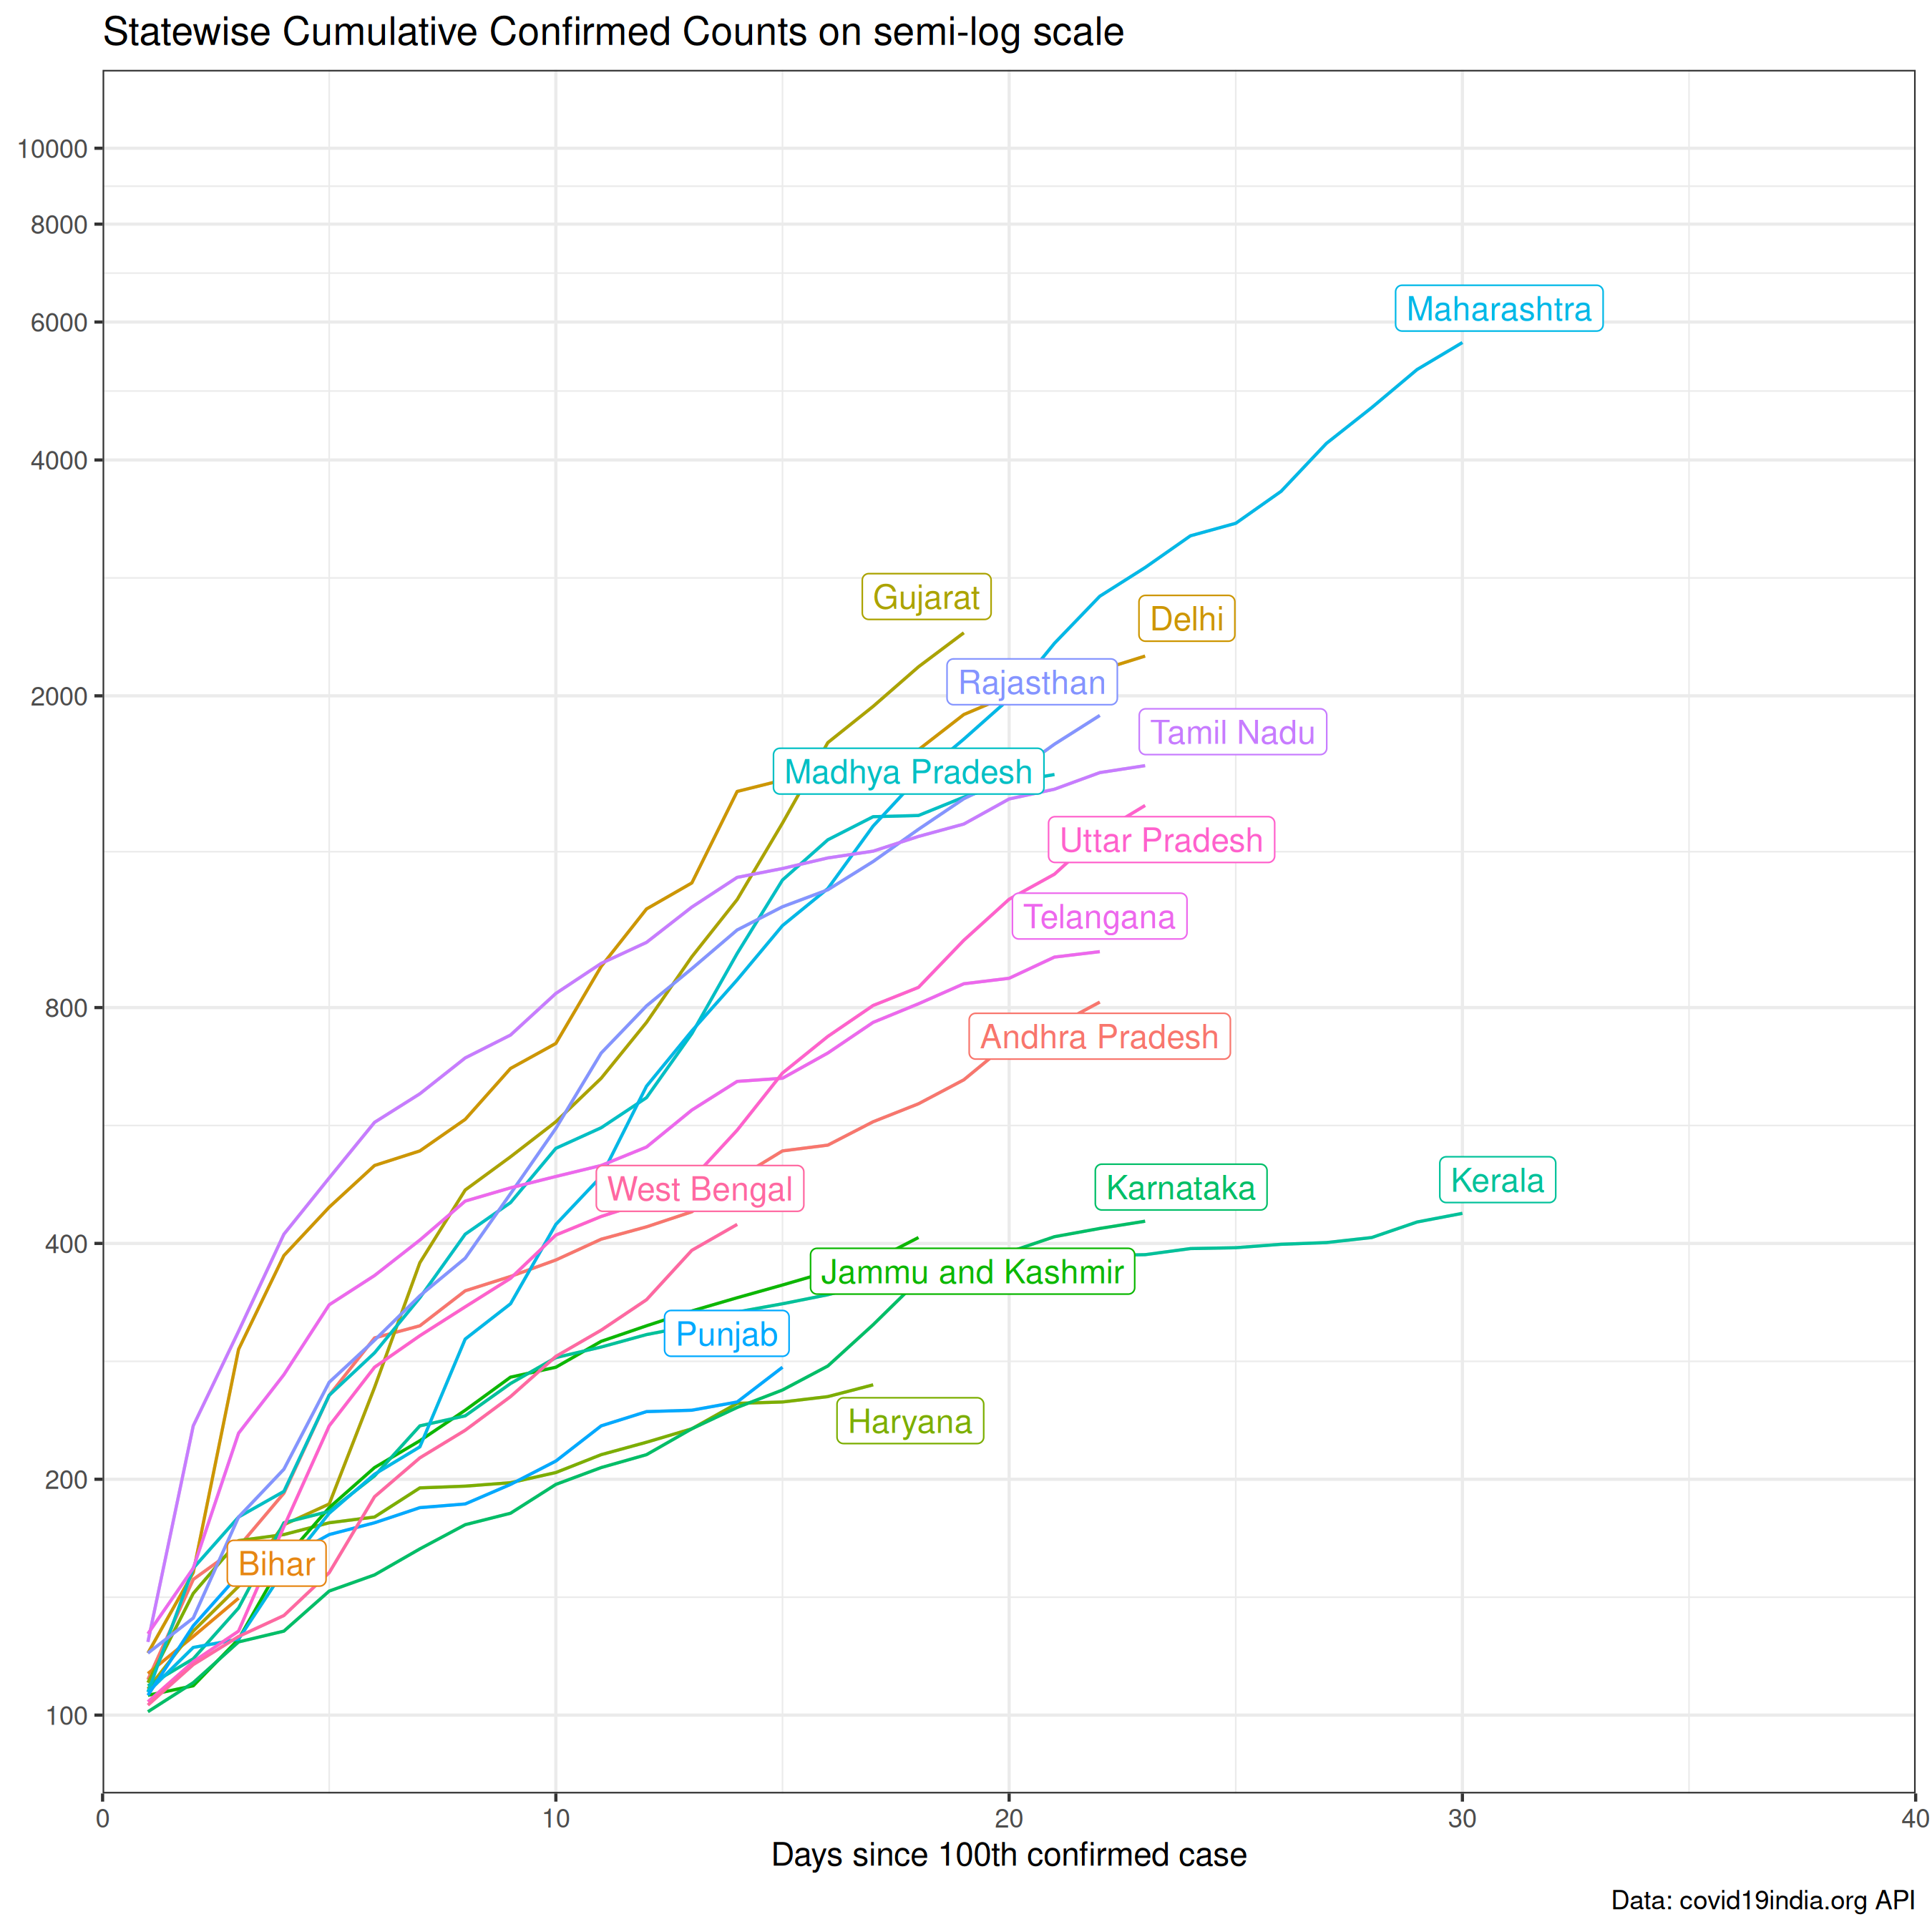 Statewise Cumulative Confirmed Counts on semi-log scale
10000
8000
6000
4000
2000
800
400
200
100
Maharashtra
Gujarat
Delhi
Rajasthan
Tamil Nadu
Madhya Pradesh
Uttar Pradesh
Telangana
Andhra Pradesh
West Bengal
Karnataka
Kerala
Jammu and Kashmir
Punjab
Haryana
Bihar
0 10 20 30 40
Days since 100th confirmed case
Data: covid19india.org API